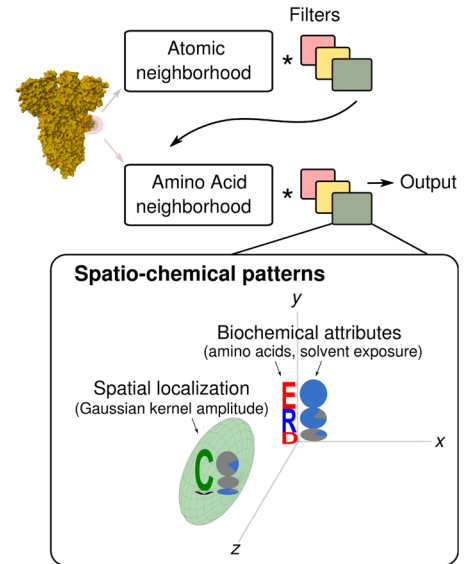 Filters
Atomic
neighborhood
*
Amino Acid
neighborhood
*
Output
Spatio-chemical patterns
y
Biochemical attributes
(amino acids, solvent exposure)
Spatial localization
(Gaussian kernel amplitude)
E
R
D
x
C
z